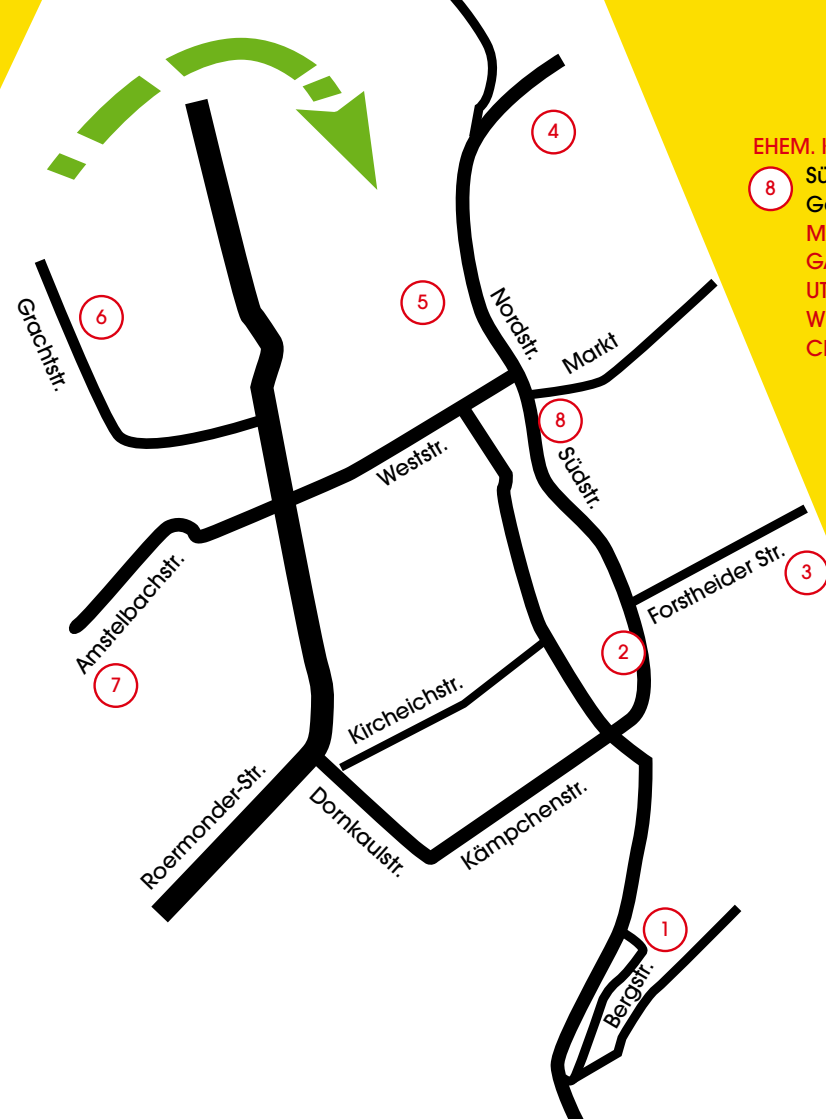 4
EHEM.
8
6
5
Nordstr.
Grachtstr.
Markt
8
Weststr.
Südstr.
Forstheider Str.
3
Amstelbachstr.
2
7
Kircheichstr.
Roermonder-Str.
Dornkaulstr.
Kämpchenstr.
1
Bergstr.